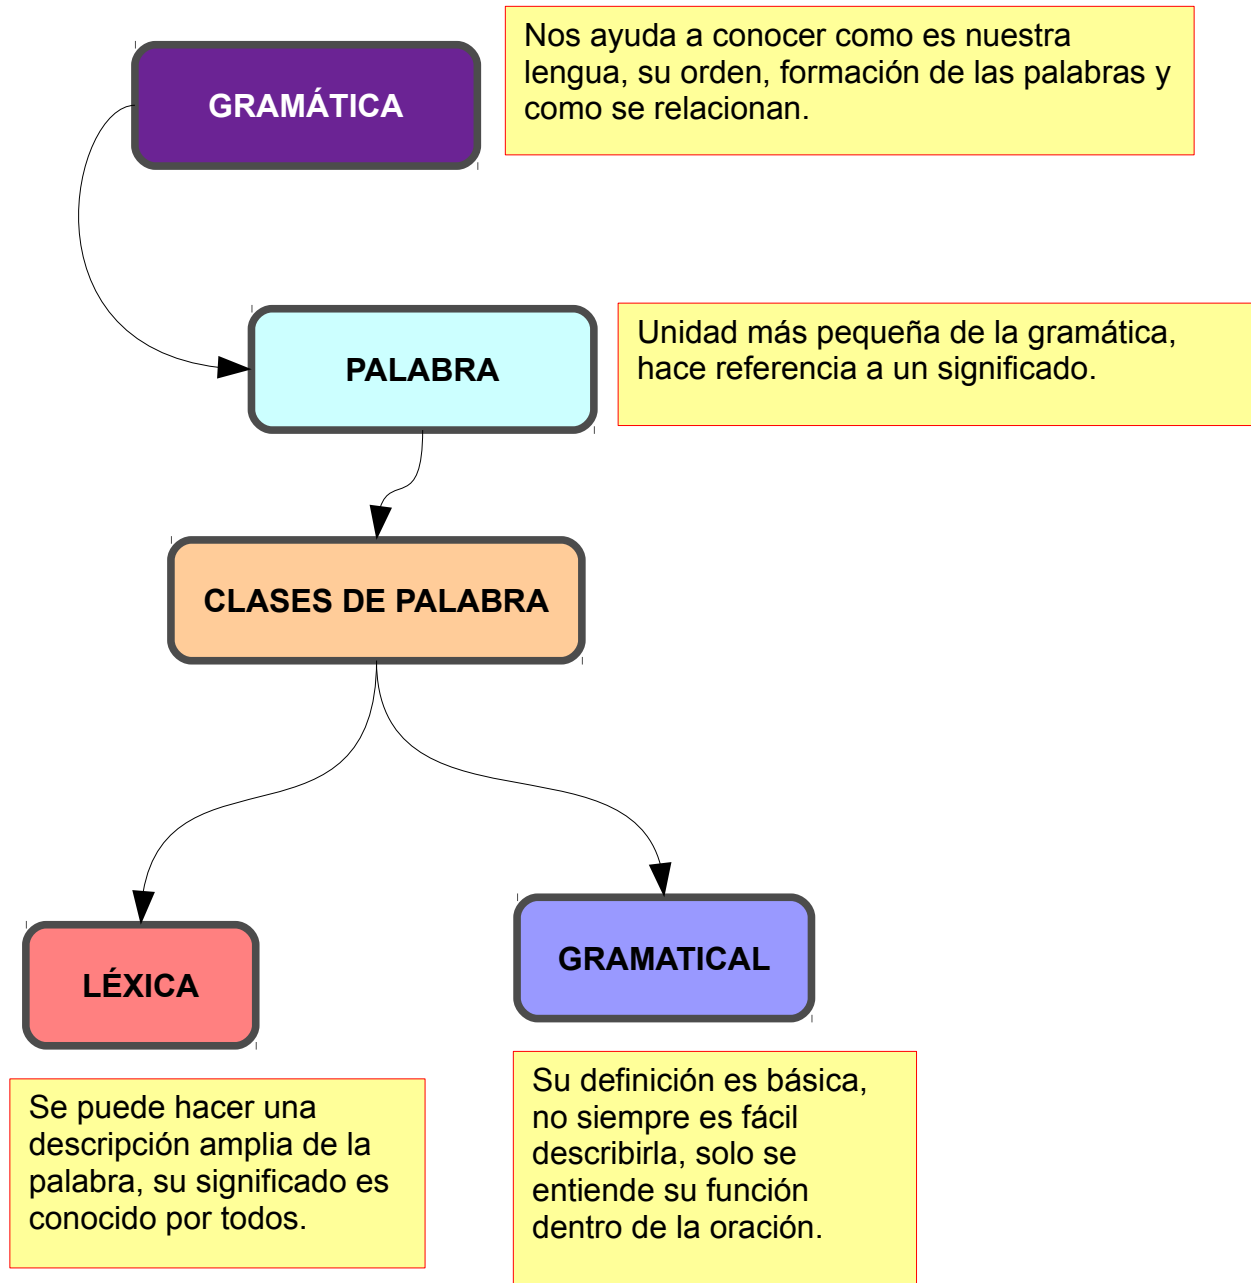 GRAMÁTICA
Nos ayuda a conocer como es nuestra
lengua, su orden, formación de las palabras y
como se relacionan.
PALABRA
Unidad más pequeña de la gramática,
hace referencia a un significado.
CLASES DE PALABRA
LÉXICA
GRAMATICAL
Se puede hacer una
descripción amplia de la
palabra, su significado es
conocido por todos.
Su definición es básica,
no siempre es fácil
describirla, solo se
entiende su función
dentro de la oración.